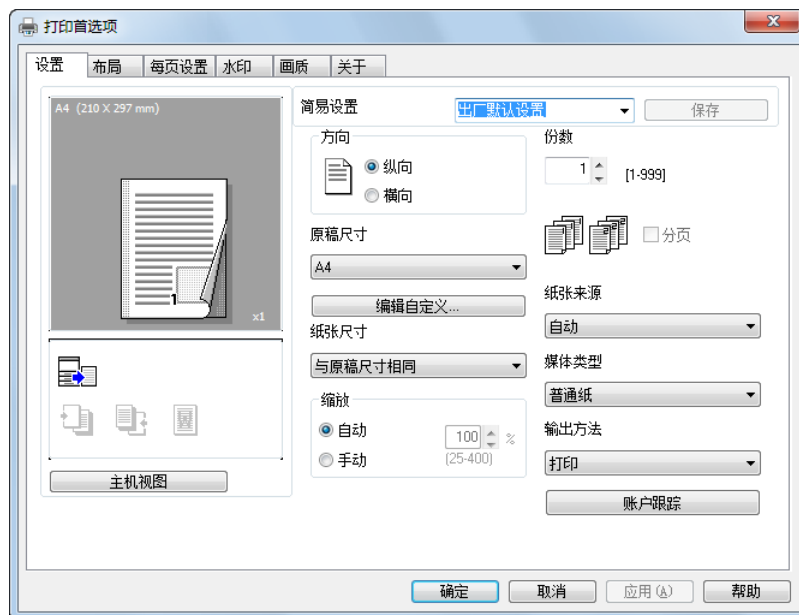 打印首选项
设置 布局 每页设置 水印 画质 关于
A4 (210 X 297 mm)
1
x1
主机视图
简易设置 出厂默认设置 保存
方向
纵向
横向
原稿尺寸
A4
编辑自定义...
纸张尺寸
与原稿尺寸相同
缩放
自动
手动
100 %
(25-400)
份数
1 [1-999]
分页
纸张来源
自动
媒体类型
普通纸
输出方法
打印
账户跟踪
确定 取消 应用(A) 帮助